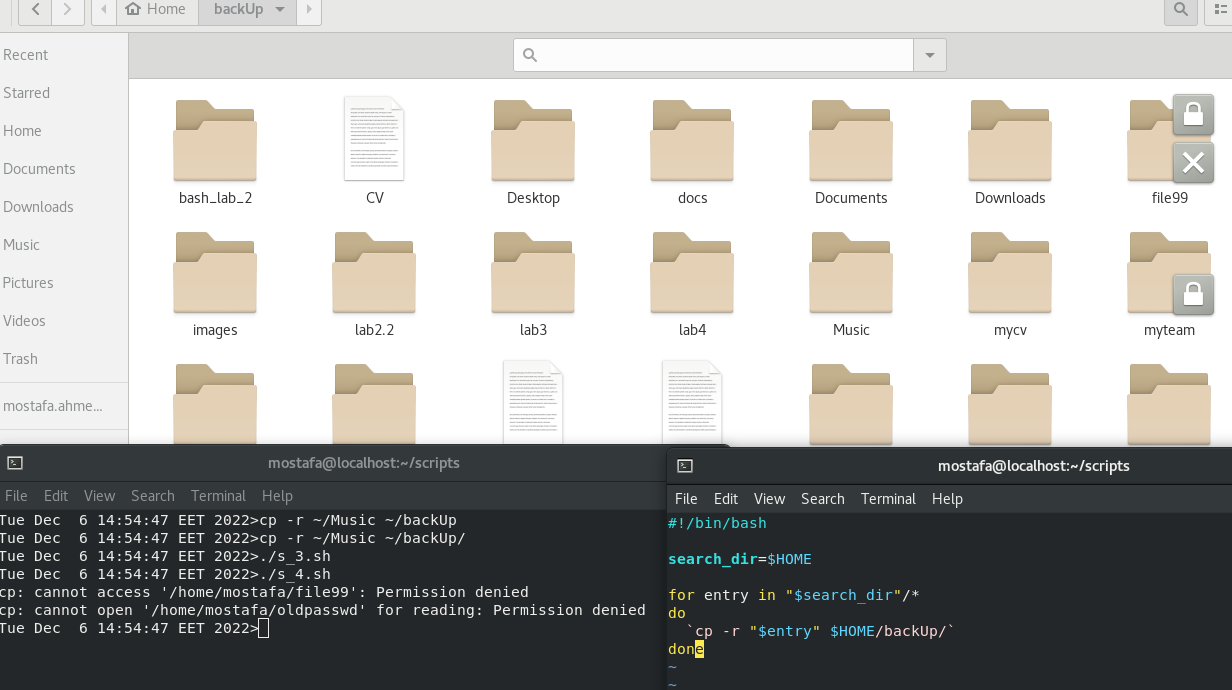 Home backUp
Recent
Starred
Home
Documents
Downloads
Music
Pictures
Videos
Trash
mostafa.ahme...
bash_lab_2 CV Desktop docs Documents Downloads file99
images lab2.2 lab3 lab4 Music mycv myteam
mostafa@localhost:~/scripts
File Edit View Search Terminal Help
Tue Dec  6 14:54:47 EET 2022>cp -r ~/Music ~/backUp
Tue Dec  6 14:54:47 EET 2022>cp -r ~/Music ~/backUp/
Tue Dec  6 14:54:47 EET 2022>./s_3.sh
Tue Dec  6 14:54:47 EET 2022>./s_4.sh
cp: cannot access '/home/mostafa/file99': Permission denied
cp: cannot open '/home/mostafa/oldpasswd' for reading: Permission denied
Tue Dec  6 14:54:47 EET 2022>
mostafa@localhost:~/scripts
File Edit View Search Terminal Help
#!/bin/bash
search_dir=$HOME
for entry in "$search_dir"/*
do
  `cp -r "$entry" $HOME/backUp/`
done
~
~